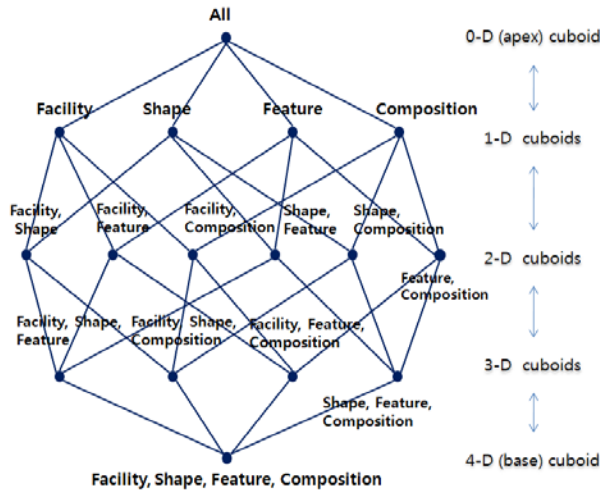 All
0-D (apex) cuboid
Facility
Shape
Feature
Composition
1-D cuboids
Facility,
Shape
Facility,
Feature
Facility,
Composition
Shape,
Feature
Shape,
Composition
2-D cuboids
Feature,
Composition
Facility, Shape,
Feature
Facility, Shape,
Composition
Facility, Feature,
Composition
3-D cuboids
Shape, Feature,
Composition
4-D (base) cuboid
Facility, Shape, Feature, Composition